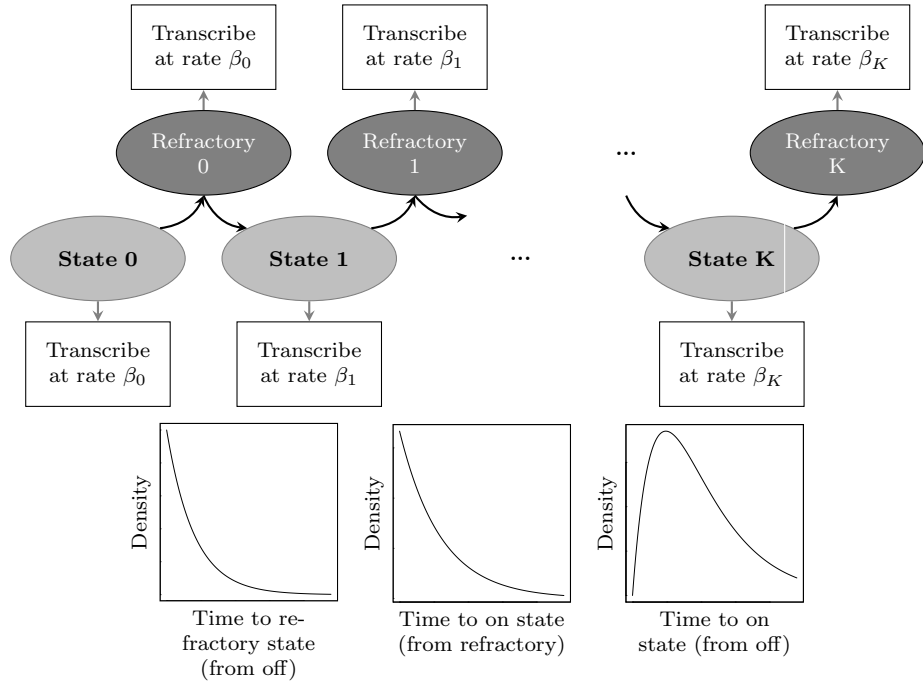 Transcribe
at rate β₀
Transcribe
at rate β₁
Transcribe
at rate β_K
Refractory
0
Refractory
1
...
Refractory
K
State 0
State 1
...
State K
Transcribe
at rate β₀
Transcribe
at rate β₁
Transcribe
at rate β_K
Density
Time to re-
fractory state
(from off)
Density
Time to on state
(from refractory)
Density
Time to on
state (from off)